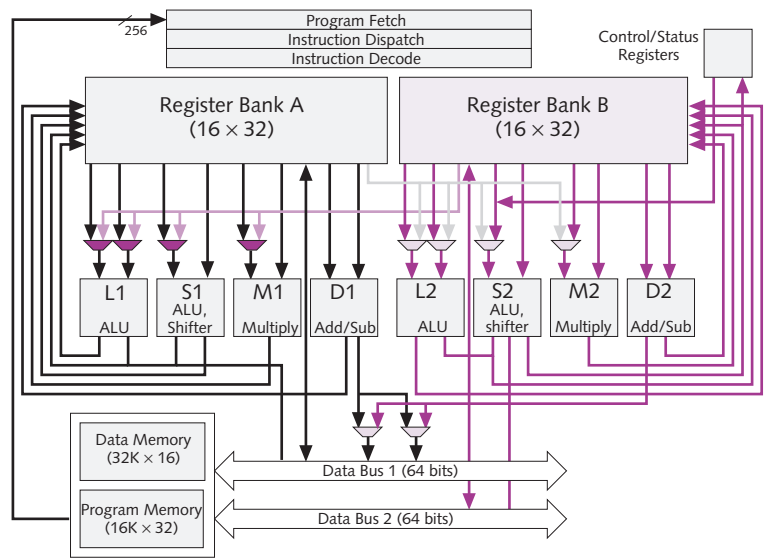 Program Fetch
256
Instruction Dispatch
Instruction Decode
Control/Status
Registers
Register Bank A
(16 × 32)
Register Bank B
(16 × 32)
L1
ALU
S1
ALU,
Shifter
M1
Multiply
D1
Add/Sub
L2
ALU
S2
ALU,
shifter
M2
Multiply
D2
Add/Sub
Data Memory
(32K × 16)
Data Bus 1 (64 bits)
Program Memory
(16K × 32)
Data Bus 2 (64 bits)